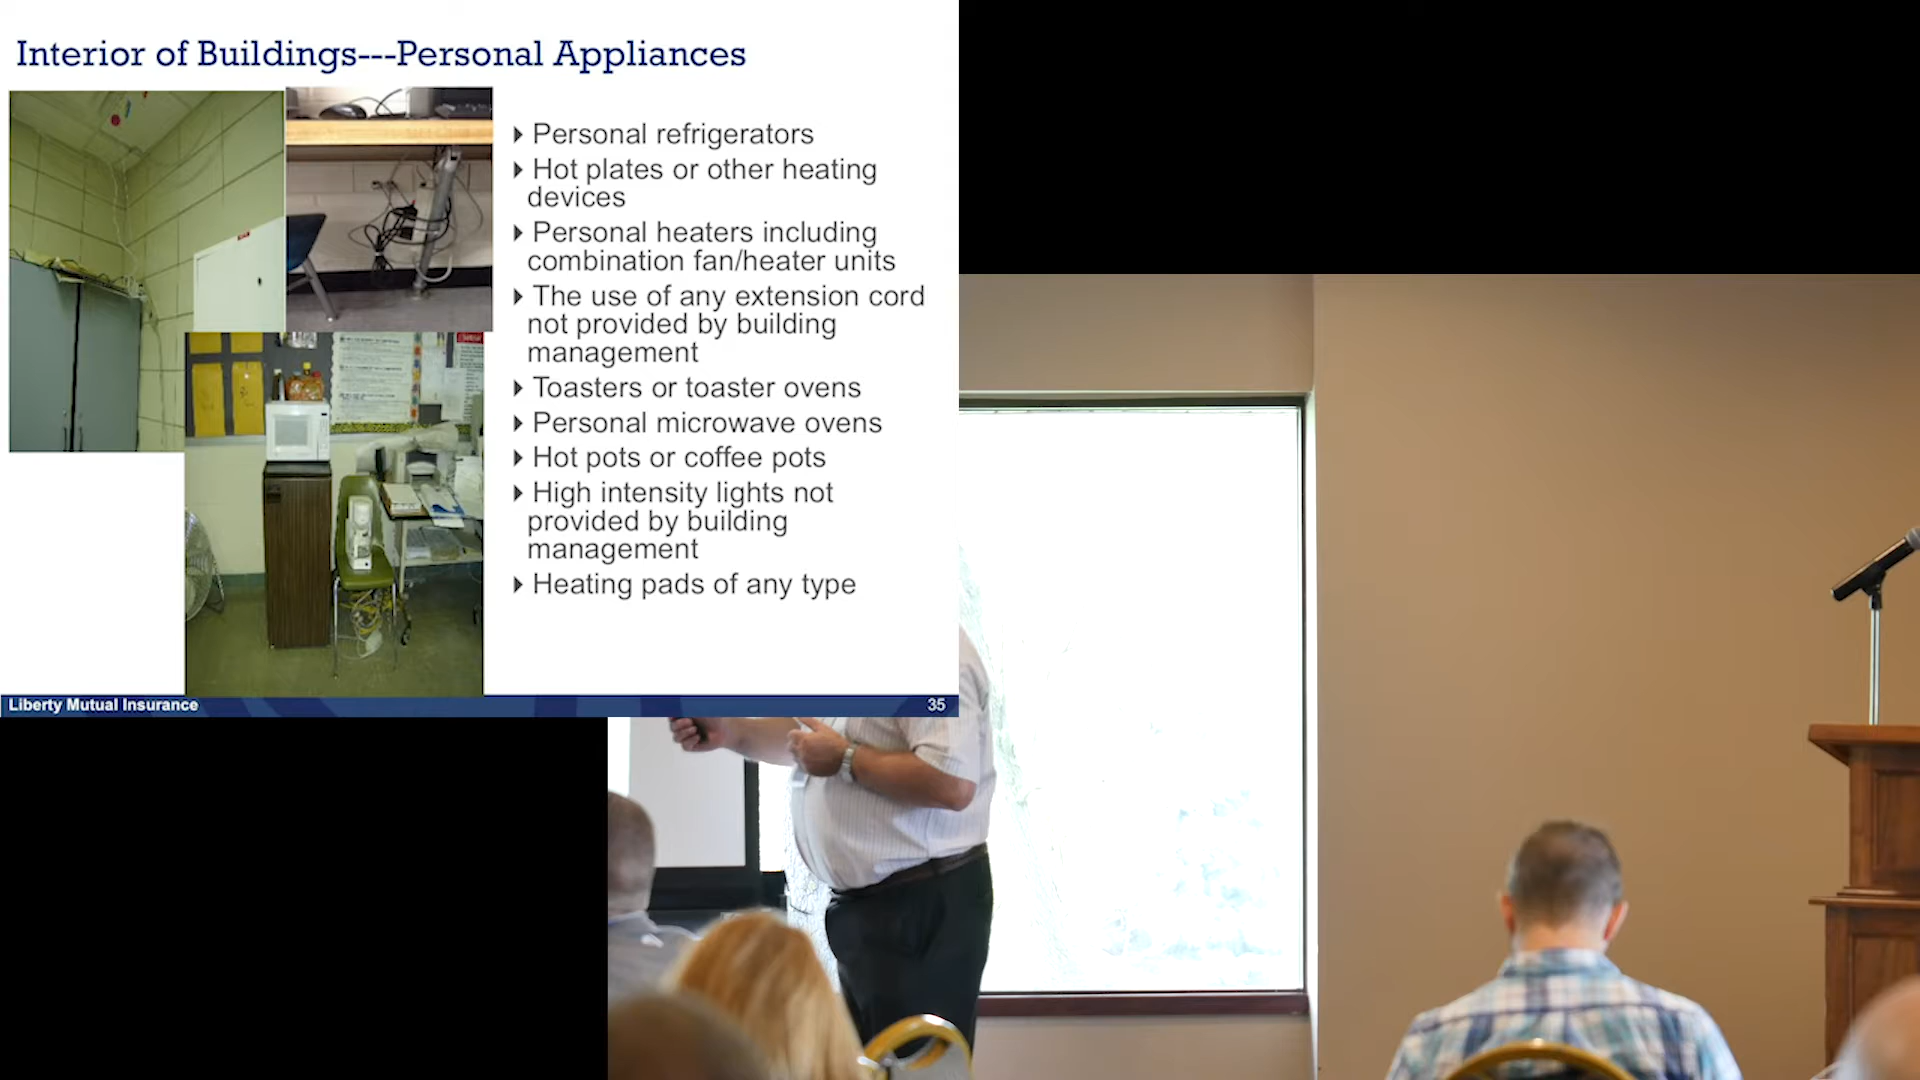 Interior of Buildings---Personal Appliances
Personal refrigerators
Hot plates or other heating
devices
Personal heaters including
combination fan/heater units
The use of any extension cord
not provided by building
management
Toasters or toaster ovens
Personal microwave ovens
Hot pots or coffee pots
High intensity lights not
provided by building
management
Heating pads of any type
Liberty Mutual Insurance
35